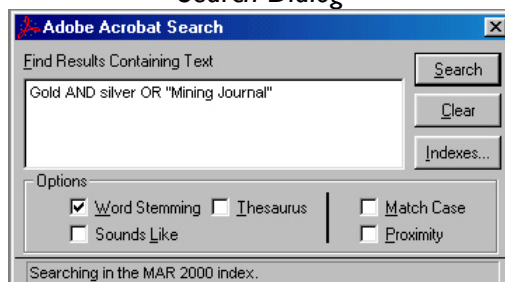 Search Dialog
Adobe Acrobat Search
Find Results Containing Text
Gold AND silver OR "Mining Journal"
Search
Clear
Indexes...
Options
Word Stemming Thesaurus Match Case
Sounds Like Proximity
Searching in the MAR 2000 index.